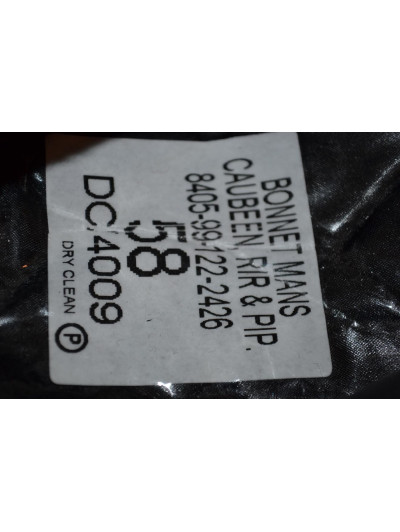 BONNET MANS
CAUBEEN RIR & PIP.
8405-99-122-2426
58
DC.4009
DRY CLEAN P